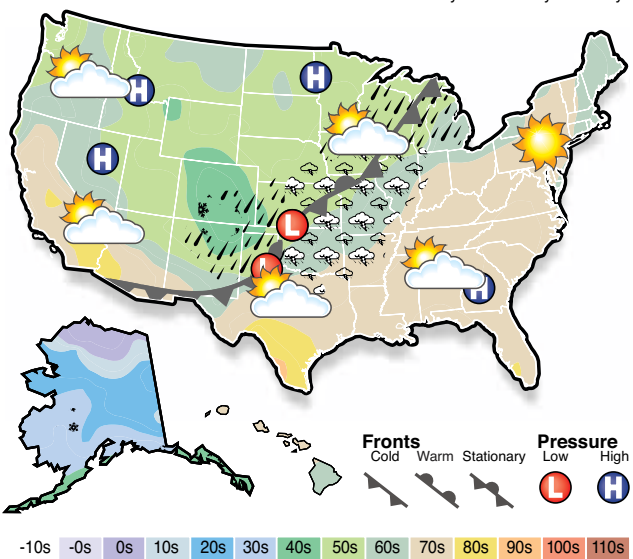 H
H
H
L
L
H
Fronts
Cold Warm Stationary
Pressure
Low High
L H
-10s -0s 0s 10s 20s 30s 40s 50s 60s 70s 80s 90s 100s 110s